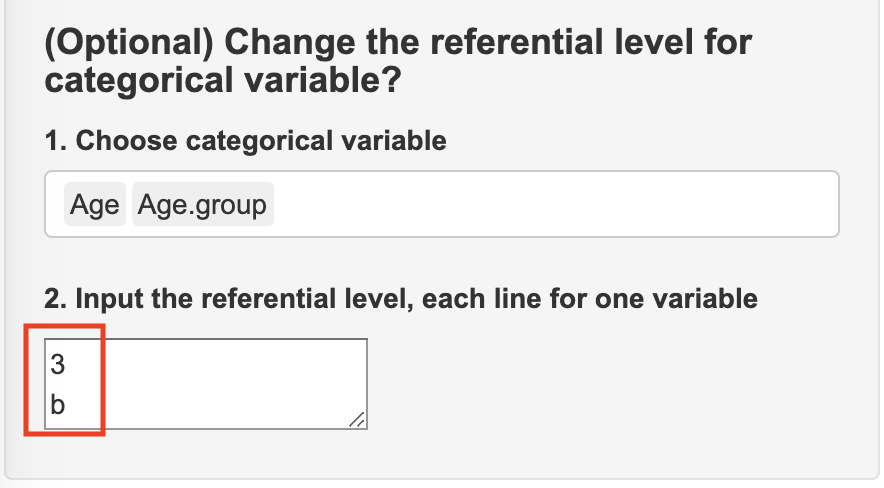 (Optional) Change the referential level for
categorical variable?
1. Choose categorical variable
Age Age.group
2. Input the referential level, each line for one variable
3
b